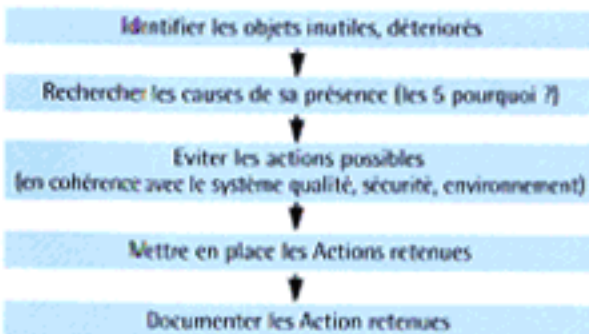 Identifier les objets inutiles, déteriorés
Rechercher les causes de sa présence (les 5 pourquoi ?)
Eviter les actions possibles
(en cohérence avec le système qualité, sécurité, environnement)
Mettre en place les Actions retenues
Documenter les Action retenues